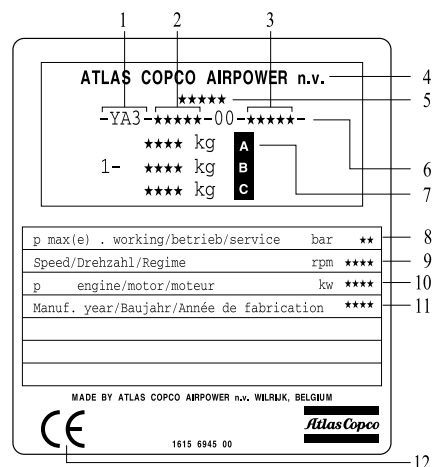 1 2 3
ATLAS COPCO AIRPOWER n.v. 4
★★★★★ 5
-YA3-★★★★★-00-★★★★★- 6
★★★★ kg A 7
1- ★★★★ kg B
★★★★ kg C
p max(e) . working/betrieb/service bar ★★ 8
Speed/Drehzahl/Regime rpm ★★★★ 9
p engine/motor/moteur kw ★★★★ 10
Manuf. year/Baujahr/Année de fabrication ★★★★ 11
MADE BY ATLAS COPCO AIRPOWER n.v. WILRIJK, BELGIUM
CE Atlas Copco
1615 6945 00
12